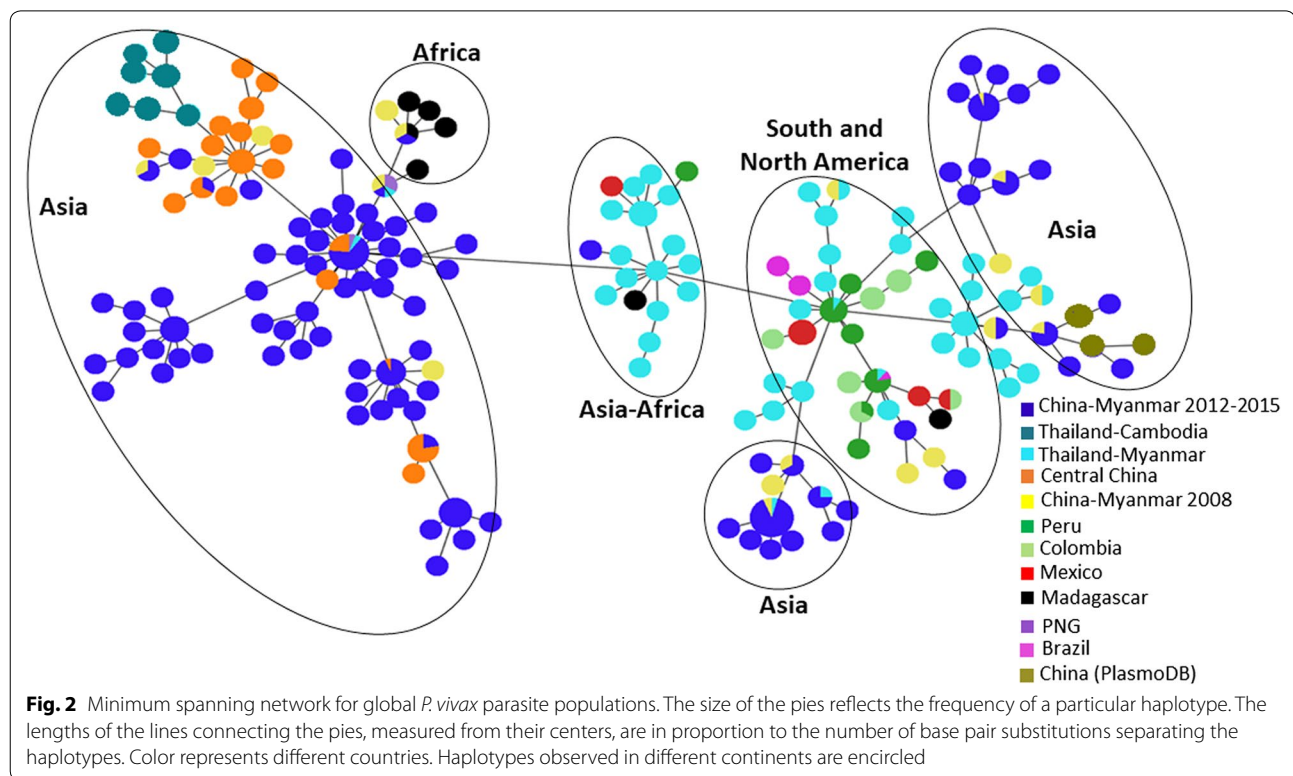 Africa
South and
North America
Asia
Asia
Asia-Africa
Asia
China-Myanmar 2012-2015
Thailand-Cambodia
Thailand-Myanmar
Central China
China-Myanmar 2008
Peru
Colombia
Mexico
Madagascar
PNG
Brazil
China (PlasmoDB)
Fig. 2 Minimum spanning network for global P. vivax parasite populations. The size of the pies reflects the frequency of a particular haplotype. The
lengths of the lines connecting the pies, measured from their centers, are in proportion to the number of base pair substitutions separating the
haplotypes. Color represents different countries. Haplotypes observed in different continents are encircled